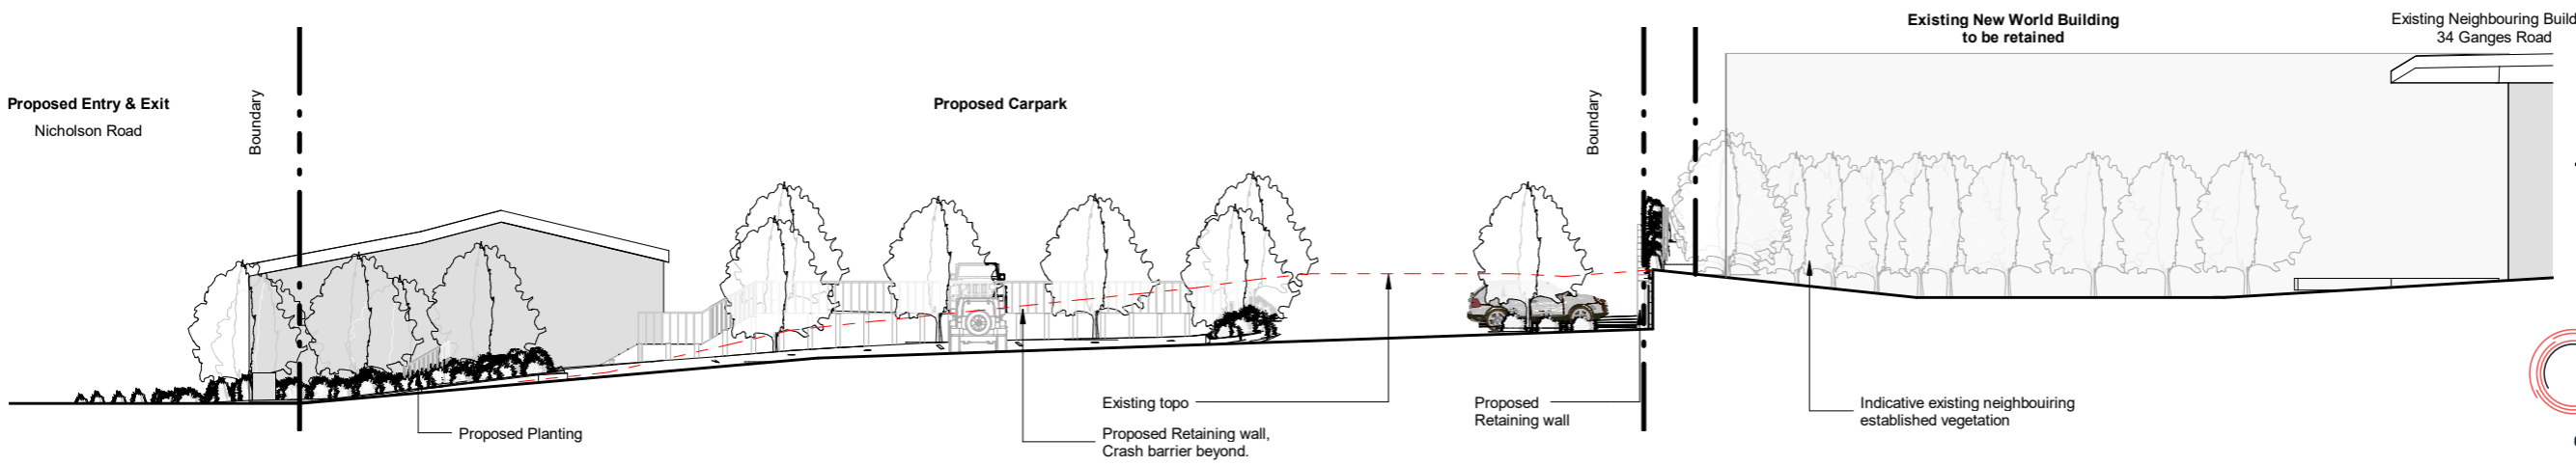 Existing New World Building
to be retained
Existing Neighbouring Build
34 Ganges Road
Proposed Entry & Exit
Nicholson Road
Boundary
Proposed Carpark
Boundary
Existing topo
Proposed Retaining wall,
Crash barrier beyond.
Proposed
Retaining wall
Indicative existing neighbouiring
established vegetation
Proposed Planting